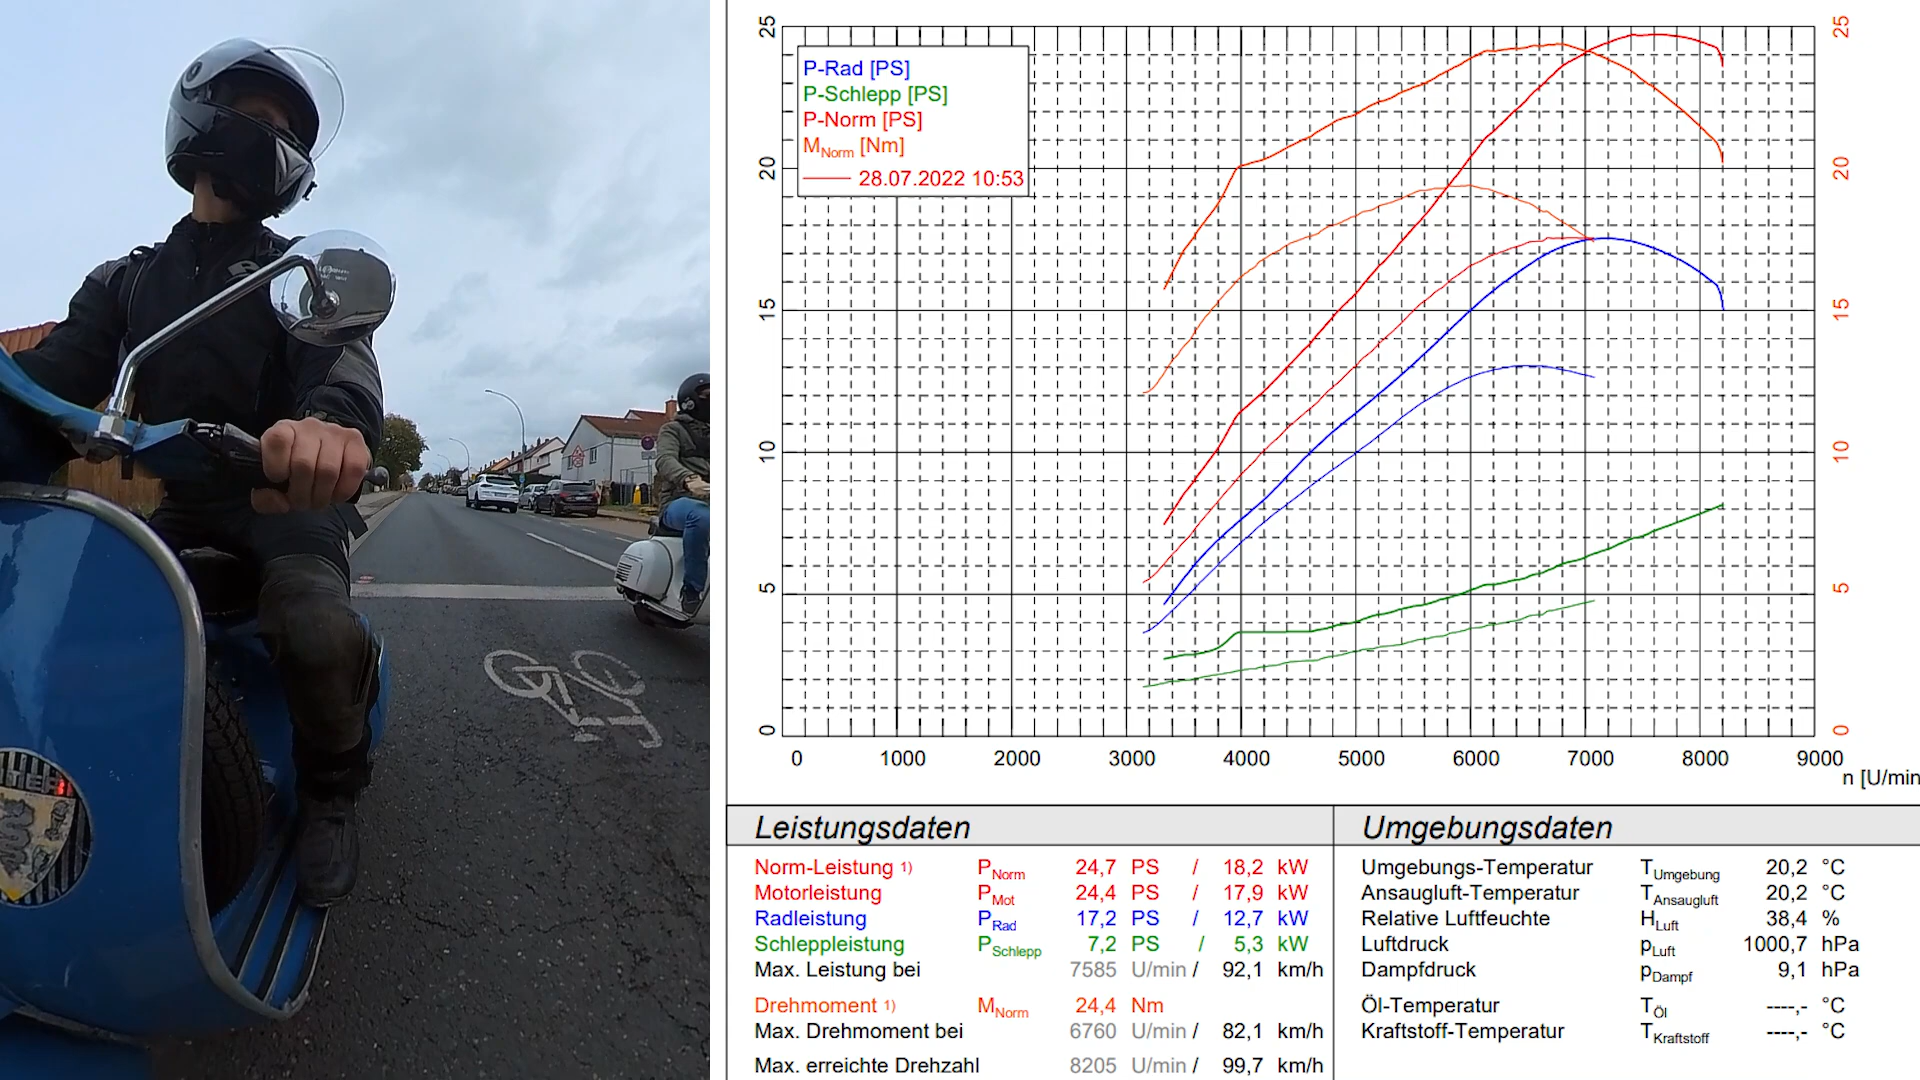 25
20
15
10
5
0
P-Rad [PS]
P-Schlepp [PS]
P-Norm [PS]
MNorm [Nm]
28.07.2022 10:53
25
20
15
10
5
0
0 1000 2000 3000 4000 5000 6000 7000 8000 9000
n [U/min
Leistungsdaten
Norm-Leistung 1) PNorm 24,7 PS / 18,2 kW
Motorleistung PMot 24,4 PS / 17,9 kW
Radleistung PRad 17,2 PS / 12,7 kW
Schleppleistung PSchlepp 7,2 PS / 5,3 kW
Max. Leistung bei 7585 U/min / 92,1 km/h
Drehmoment 1) MNorm 24,4 Nm
Max. Drehmoment bei 6760 U/min / 82,1 km/h
Max. erreichte Drehzahl 8205 U/min / 99,7 km/h
Umgebungsdaten
Umgebungs-Temperatur TUmgebung 20,2 °C
Ansaugluft-Temperatur TAnsaugluft 20,2 °C
Relative Luftfeuchte HLuft 38,4 %
Luftdruck pLuft 1000,7 hPa
Dampfdruck pDampf 9,1 hPa
Öl-Temperatur TÖl ----,- °C
Kraftstoff-Temperatur TKraftstoff ----,- °C